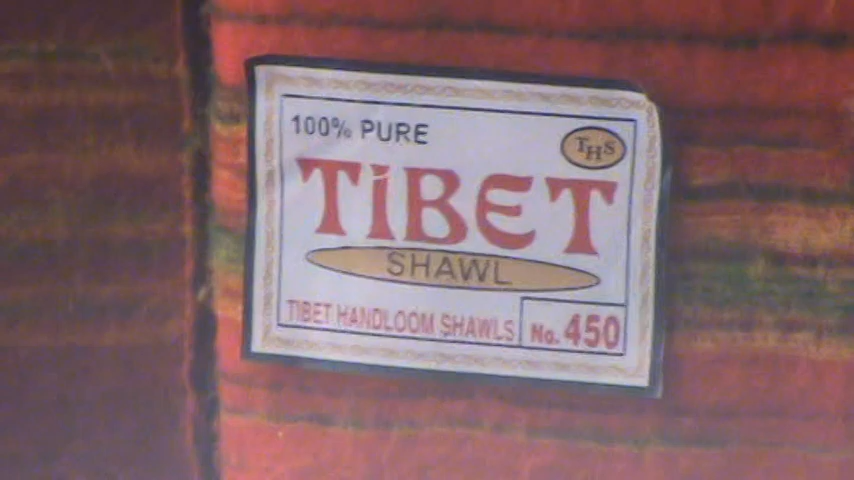 100% PURE
THS
TIBET
SHAWL
TIBET HANDLOOM SHAWLS
No. 450